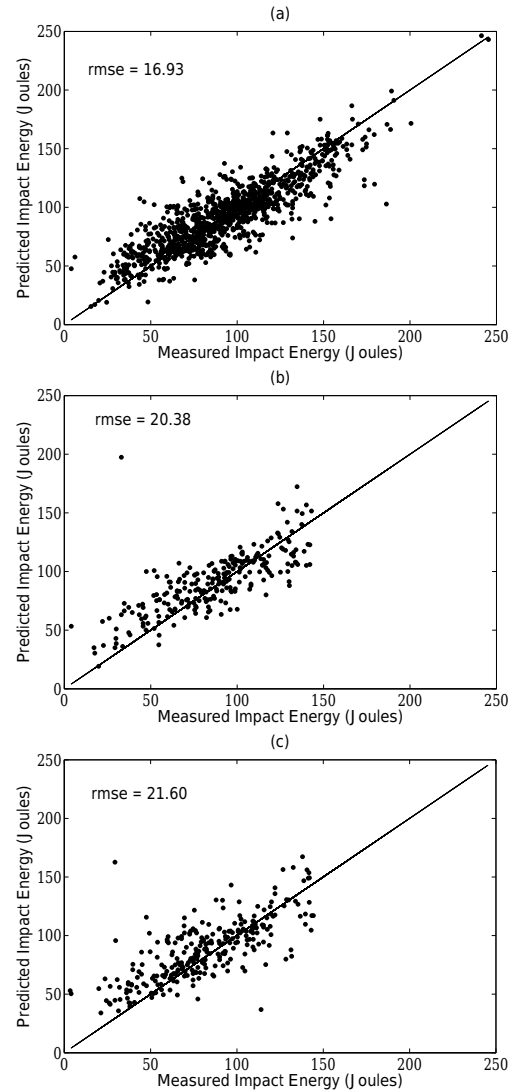 (a)
250
rmse = 16.93
200
150
100
50
0
Predicted Impact Energy (Joules)
0 50 100 150 200 250
Measured Impact Energy (Joules)
(b)
250
rmse = 20.38
200
150
100
50
0
Predicted Impact Energy (Joules)
0 50 100 150 200 250
Measured Impact Energy (Joules)
(c)
250
rmse = 21.60
200
150
100
50
0
Predicted Impact Energy (Joules)
0 50 100 150 200 250
Measured Impact Energy (Joules)